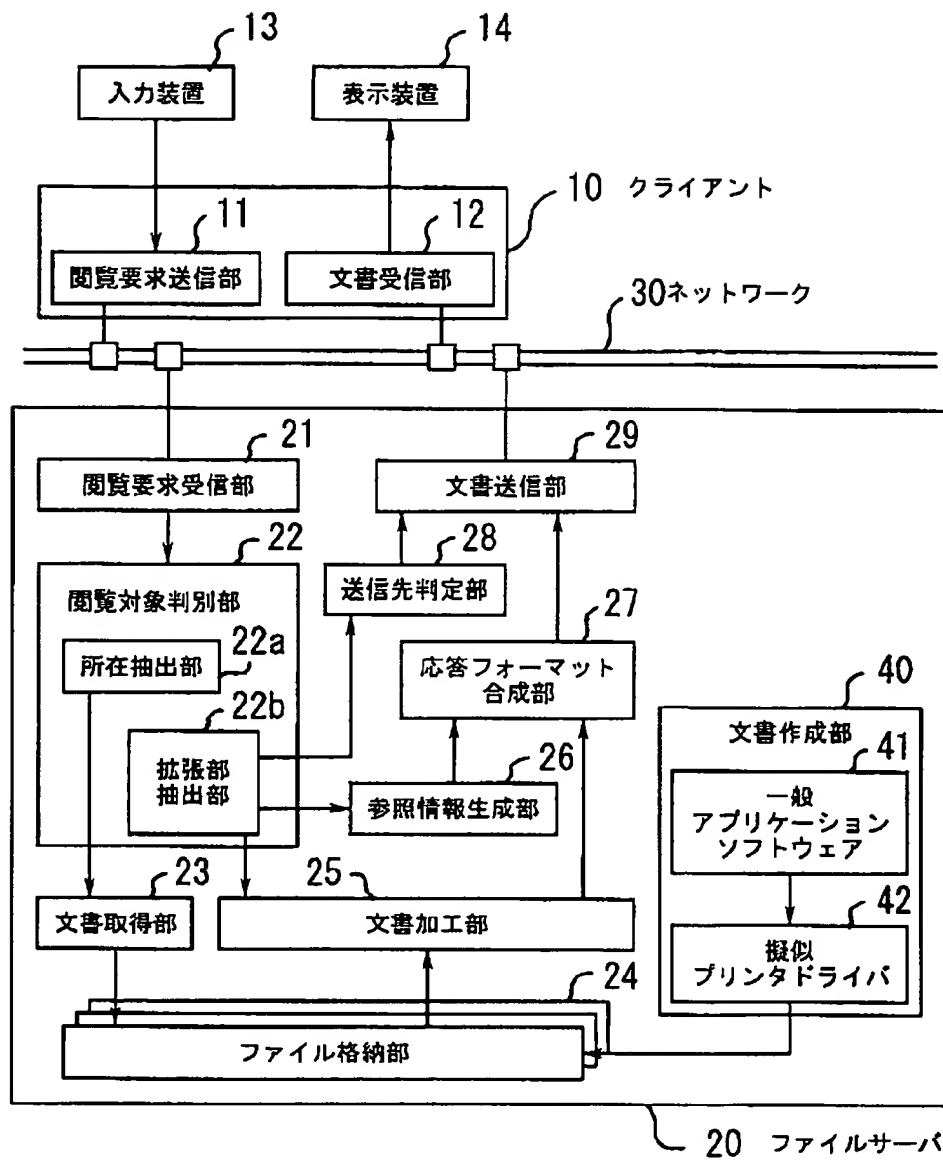 13
14
入力装置
表示装置
10 クライアント
11
12
閲覧要求送信部
文書受信部
30ネットワーク
21
29
閲覧要求受信部
文書送信部
22
28
閲覧対象判別部
送信先判定部
27
22a
所在抽出部
応答フォーマット
合成部
40
22b
文書作成部
拡張部
抽出部
26
41
参照情報生成部
一般
アプリケーション
ソフトウェア
23
25
42
文書取得部
文書加工部
擬似
プリンタドライバ
24
ファイル格納部
20 ファイルサーバ